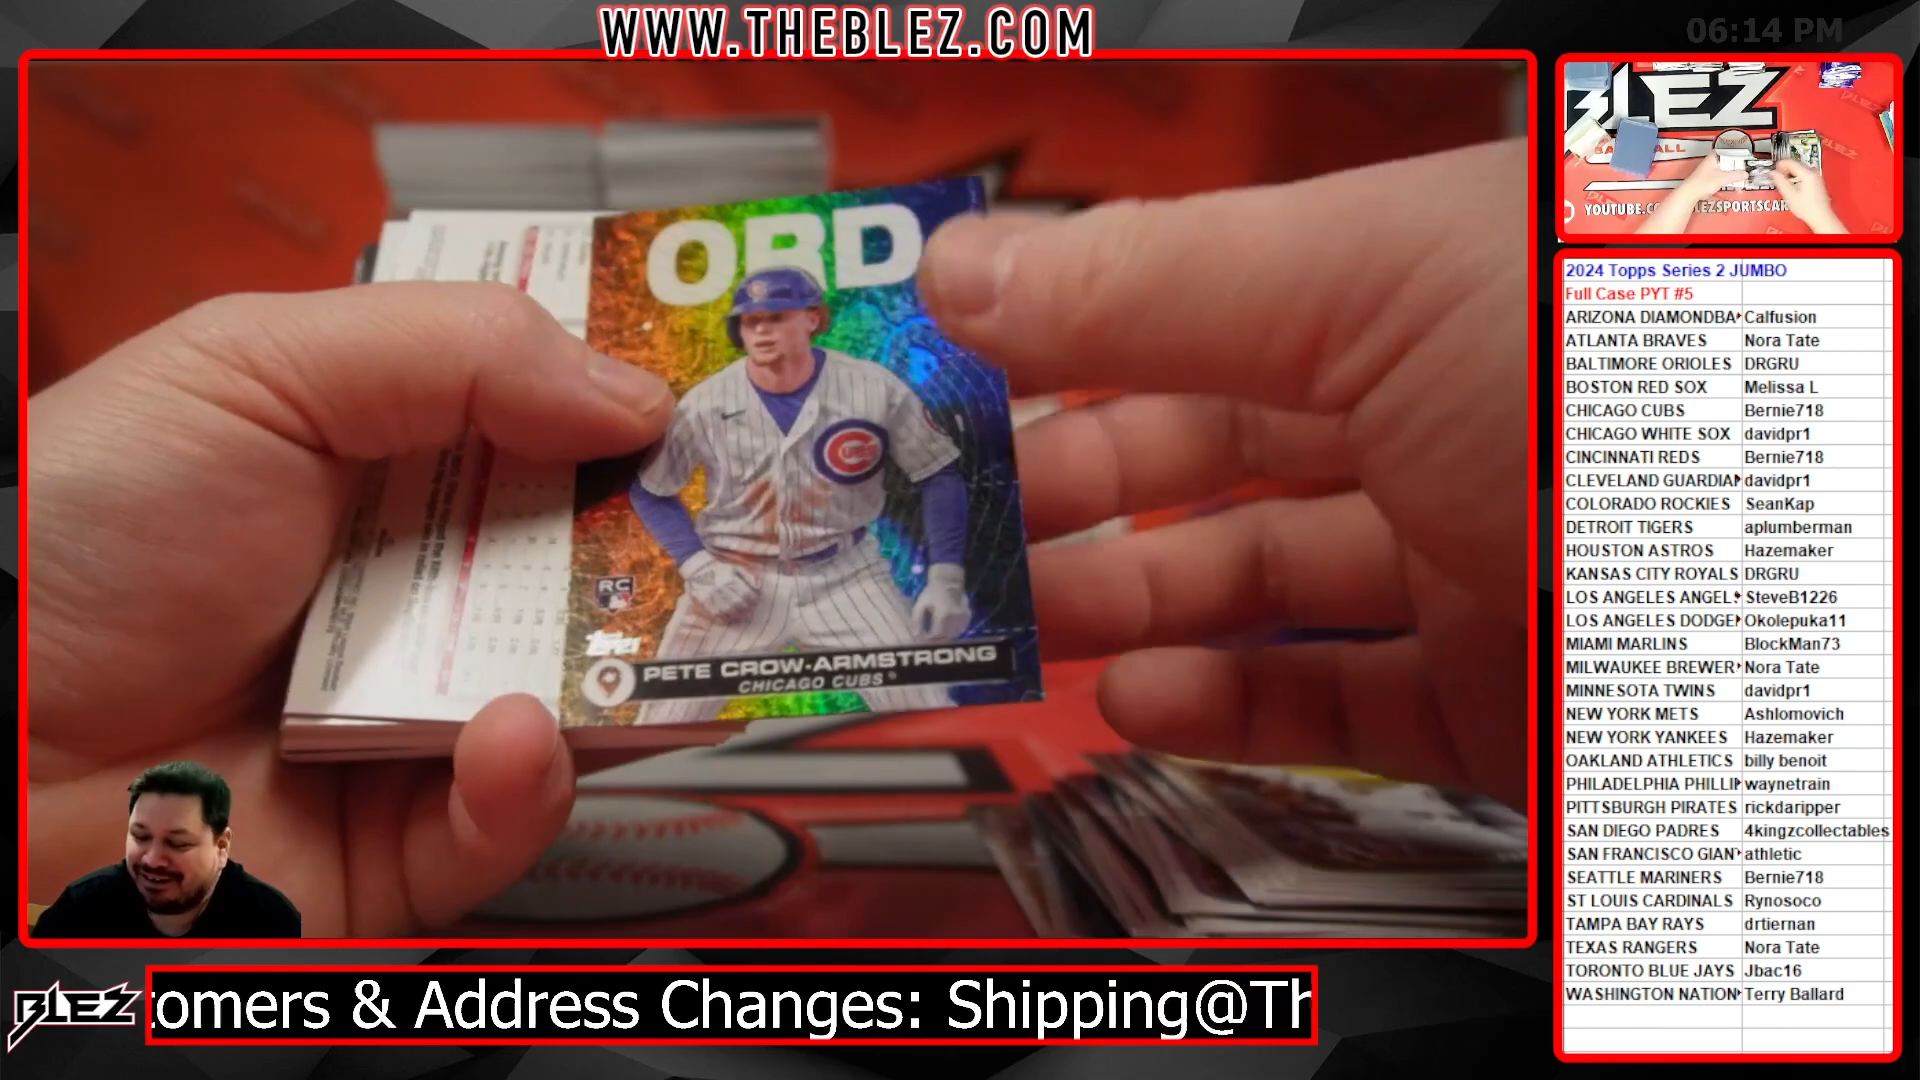 WWW.THEBLEZ.COM
06:14 PM
ORD
RC
Topps
PETE CROW-ARMSTRONG
CHICAGO CUBS
BLEZ
tomers & Address Changes: Shipping@Th
BLEZ
2024 Topps Series 2 JUMBO
Full Case PYT #5
ARIZONA DIAMONDBA Calfusion
ATLANTA BRAVES Nora Tate
BALTIMORE ORIOLES DRGRU
BOSTON RED SOX Melissa L
CHICAGO CUBS Bernie718
CHICAGO WHITE SOX davidpr1
CINCINNATI REDS Bernie718
CLEVELAND GUARDIAN davidpr1
COLORADO ROCKIES SeanKap
DETROIT TIGERS aplumberman
HOUSTON ASTROS Hazemaker
KANSAS CITY ROYALS DRGRU
LOS ANGELES ANGELS SteveB1226
LOS ANGELES DODGE Okolepuka11
MIAMI MARLINS BlockMan73
MILWAUKEE BREWER Nora Tate
MINNESOTA TWINS davidpr1
NEW YORK METS Ashlomovich
NEW YORK YANKEES Hazemaker
OAKLAND ATHLETICS billy benoit
PHILADELPHIA PHILLI waynetrain
PITTSBURGH PIRATES rickdaripper
SAN DIEGO PADRES 4kingzcollectables
SAN FRANCISCO GIAN athletic
SEATTLE MARINERS Bernie718
ST LOUIS CARDINALS Rynosoco
TAMPA BAY RAYS drtiernan
TEXAS RANGERS Nora Tate
TORONTO BLUE JAYS Jbac16
WASHINGTON NATION Terry Ballard